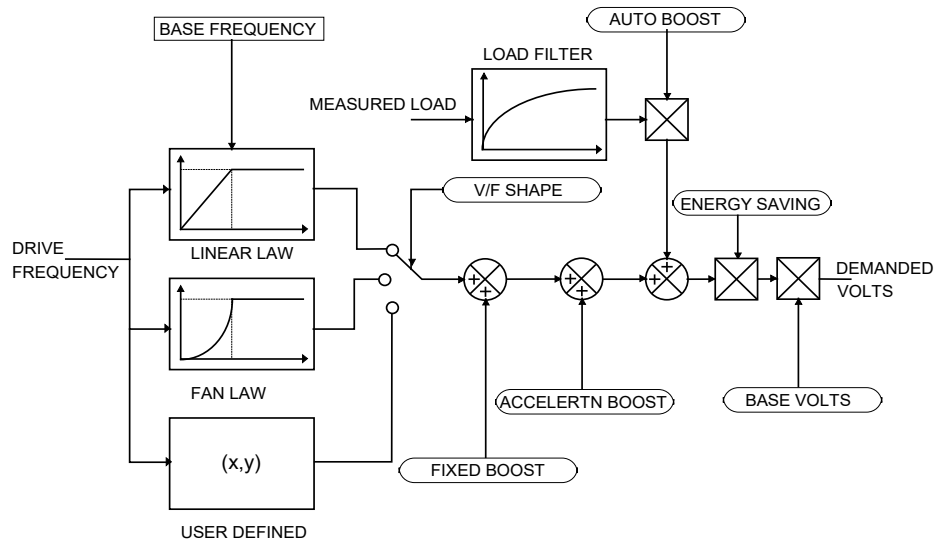 AUTO BOOST
BASE FREQUENCY
LOAD FILTER
MEASURED LOAD
V/F SHAPE
ENERGY SAVING
LINEAR LAW
DRIVE
FREQUENCY
DEMANDED
VOLTS
+
+
+
+
+
+
FAN LAW
ACCELERTN BOOST
BASE VOLTS
(x,y)
FIXED BOOST
USER DEFINED